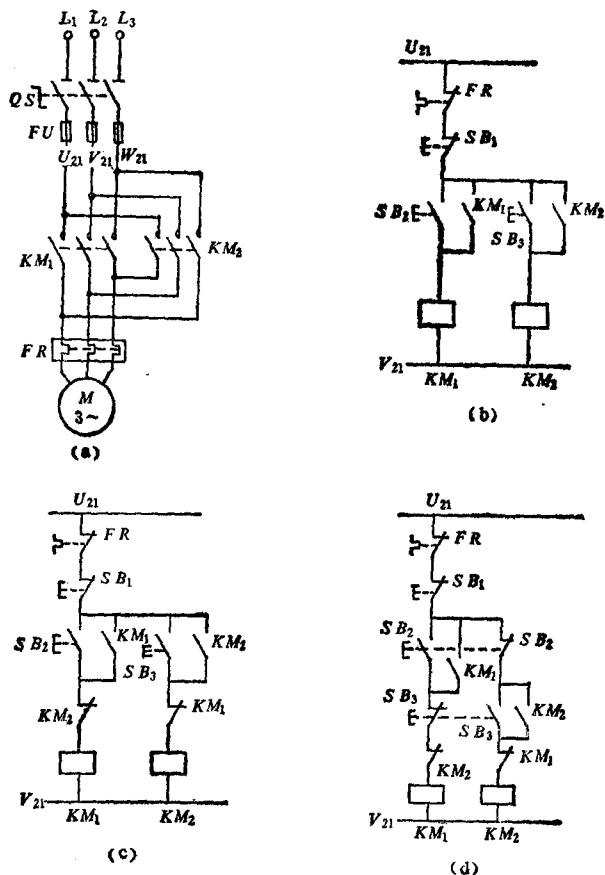 L₁ L₂ L₃
QS
FU
U₂₁ V₂₁ W₂₁
KM₁
KM₂
FR
M
3~
(a)
U₂₁
FR
SB₁
SB₂
KM₁
SB₃
KM₂
V₂₁
KM₁
KM₂
(b)
U₂₁
FR
SB₁
SB₂
KM₁
SB₃
KM₂
KM₂
KM₁
V₂₁
KM₁
KM₂
(c)
U₂₁
FR
SB₁
SB₂
SB₂
KM₁
SB₃
SB₃
KM₂
KM₂
KM₁
V₂₁
KM₁
KM₂
(d)